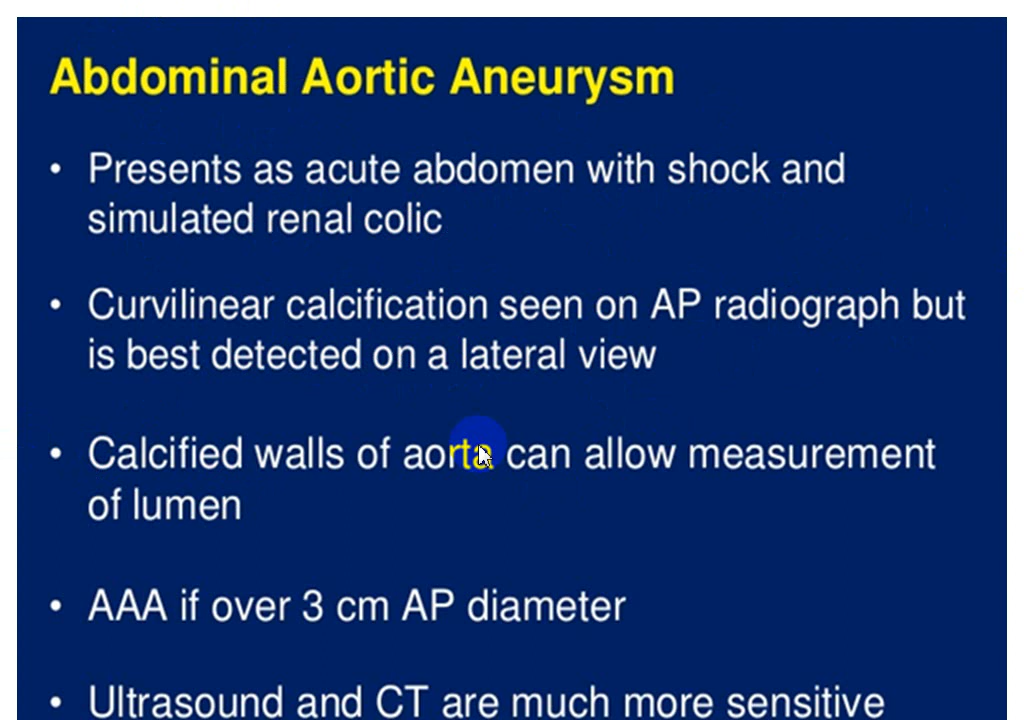 Abdominal Aortic Aneurysm
• Presents as acute abdomen with shock and
simulated renal colic
• Curvilinear calcification seen on AP radiograph but
is best detected on a lateral view
• Calcified walls of aorta can allow measurement
of lumen
• AAA if over 3 cm AP diameter
• Ultrasound and CT are much more sensitive